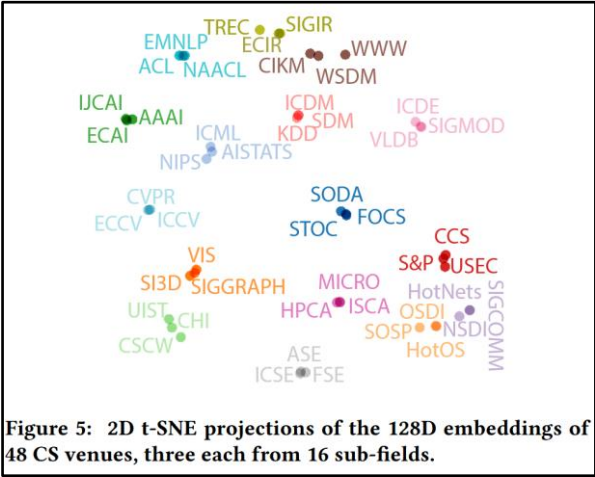 TREC SIGIR
ECIR
EMNLP
ACL NAACL
CIKM WWW
WSDM
IJCAI
AAAI
ECAI
ICDM
SDM
KDD
ICDE
SIGMOD
VLDB
ICML
AISTATS
NIPS
CVPR
ECCV ICCV
SODA
FOCS
STOC
CCS
S&P USEC
VIS
SI3D SIGGRAPH
MICRO
HPCA ISCA
HotNets
SIGCOMM
OSDI
SOSP NSDI
HotOS
UIST
CHI
CSCW
ASE
ICSE FSE
Figure 5: 2D t-SNE projections of the 128D embeddings of
48 CS venues, three each from 16 sub-fields.